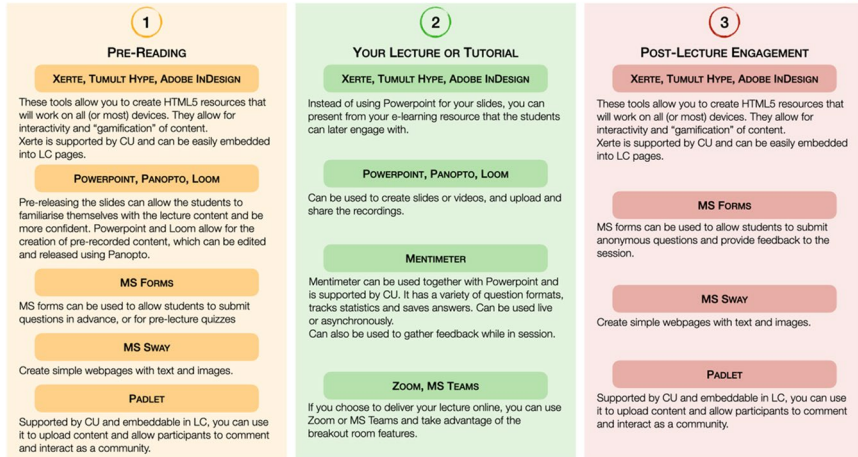 1
PRE-READING
XERTE, TUMULT HYPE, ADOBE INDESIGN
These tools allow you to create HTML5 resources that
will work on all (or most) devices. They allow for
interactivity and “gamification” of content.
Xerte is supported by CU and can be easily embedded
into LC pages.
POWERPOINT, PANOPTO, LOOM
Pre-releasing the slides can allow the students to
familiarise themselves with the lecture content and be
more confident. Powerpoint and Loom allow for the
creation of pre-recorded content, which can be edited
and released using Panopto.
MS FORMS
MS forms can be used to allow students to submit
questions in advance, or for pre-lecture quizzes
MS SWAY
Create simple webpages with text and images.
PADLET
Supported by CU and embeddable in LC, you can use
it to upload content and allow participants to comment
and interact as a community.
2
YOUR LECTURE OR TUTORIAL
XERTE, TUMULT HYPE, ADOBE INDESIGN
Instead of using Powerpoint for your slides, you can
present from your e-learning resource that the students
can later engage with.
POWERPOINT, PANOPTO, LOOM
Can be used to create slides or videos, and upload and
share the recordings.
MENTIMETER
Mentimeter can be used together with Powerpoint and
is supported by CU. It has a variety of question formats,
tracks statistics and saves answers. Can be used live
or asynchronously.
Can also be used to gather feedback while in session.
ZOOM, MS TEAMS
If you choose to deliver your lecture online, you can use
Zoom or MS Teams and take advantage of the
breakout room features.
3
POST-LECTURE ENGAGEMENT
XERTE, TUMULT HYPE, ADOBE INDESIGN
These tools allow you to create HTML5 resources that
will work on all (or most) devices. They allow for
interactivity and “gamification” of content.
Xerte is supported by CU and can be easily embedded
into LC pages.
MS FORMS
MS forms can be used to allow students to submit
anonymous questions and provide feedback to the
session.
MS SWAY
Create simple webpages with text and images.
PADLET
Supported by CU and embeddable in LC, you can use
it to upload content and allow participants to comment
and interact as a community.